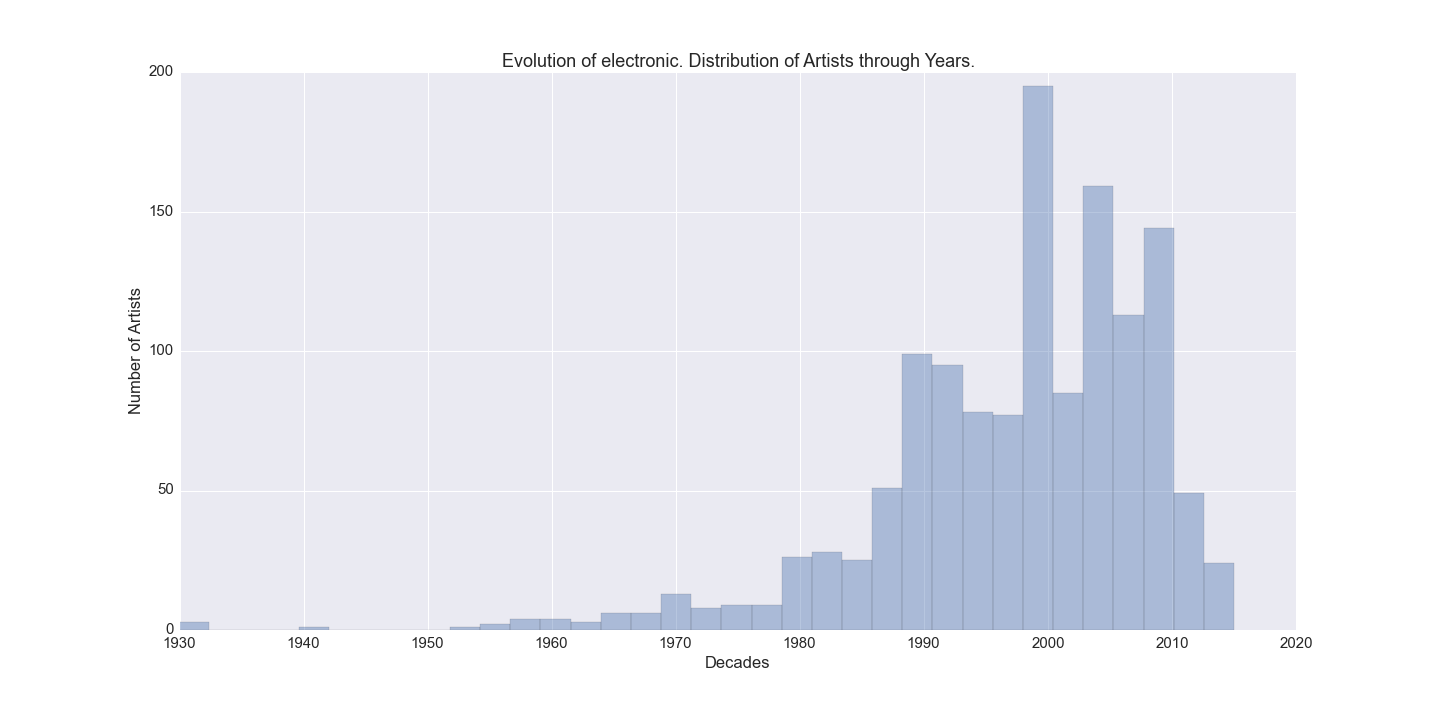 Evolution of electronic. Distribution of Artists through Years.
200
150
100
50
0
Number of Artists
1930 1940 1950 1960 1970 1980 1990 2000 2010 2020
Decades